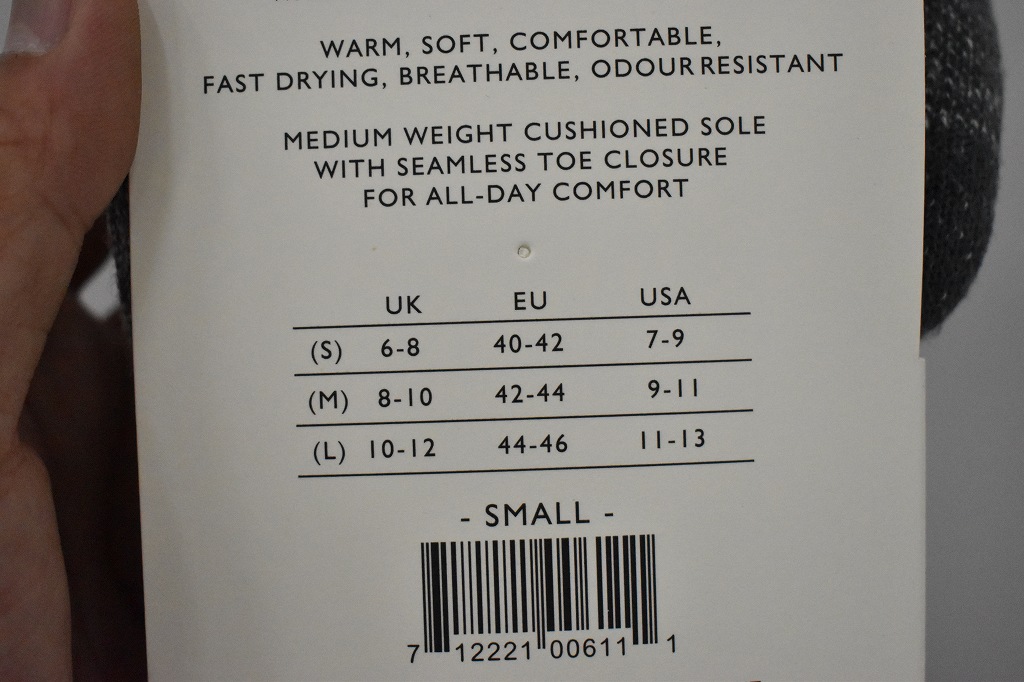 WARM, SOFT, COMFORTABLE,
FAST DRYING, BREATHABLE, ODOUR RESISTANT
MEDIUM WEIGHT CUSHIONED SOLE
WITH SEAMLESS TOE CLOSURE
FOR ALL-DAY COMFORT
UK EU USA
(S) 6-8 40-42 7-9
(M) 8-10 42-44 9-11
(L) 10-12 44-46 11-13
- SMALL -
7 12221 00611 1